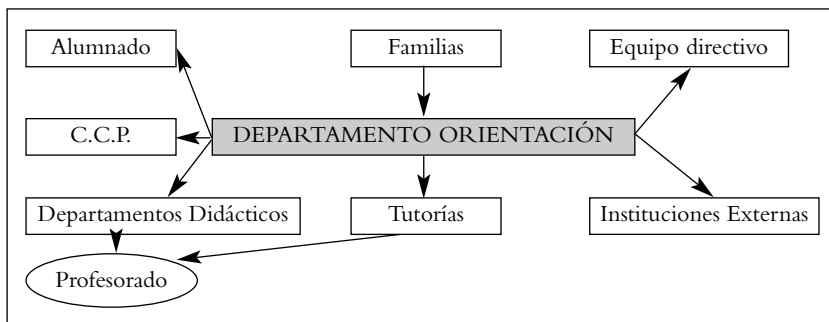 Alumnado
Familias
Equipo directivo
C.C.P.
DEPARTAMENTO ORIENTACIÓN
Departamentos Didácticos
Tutorías
Instituciones Externas
Profesorado